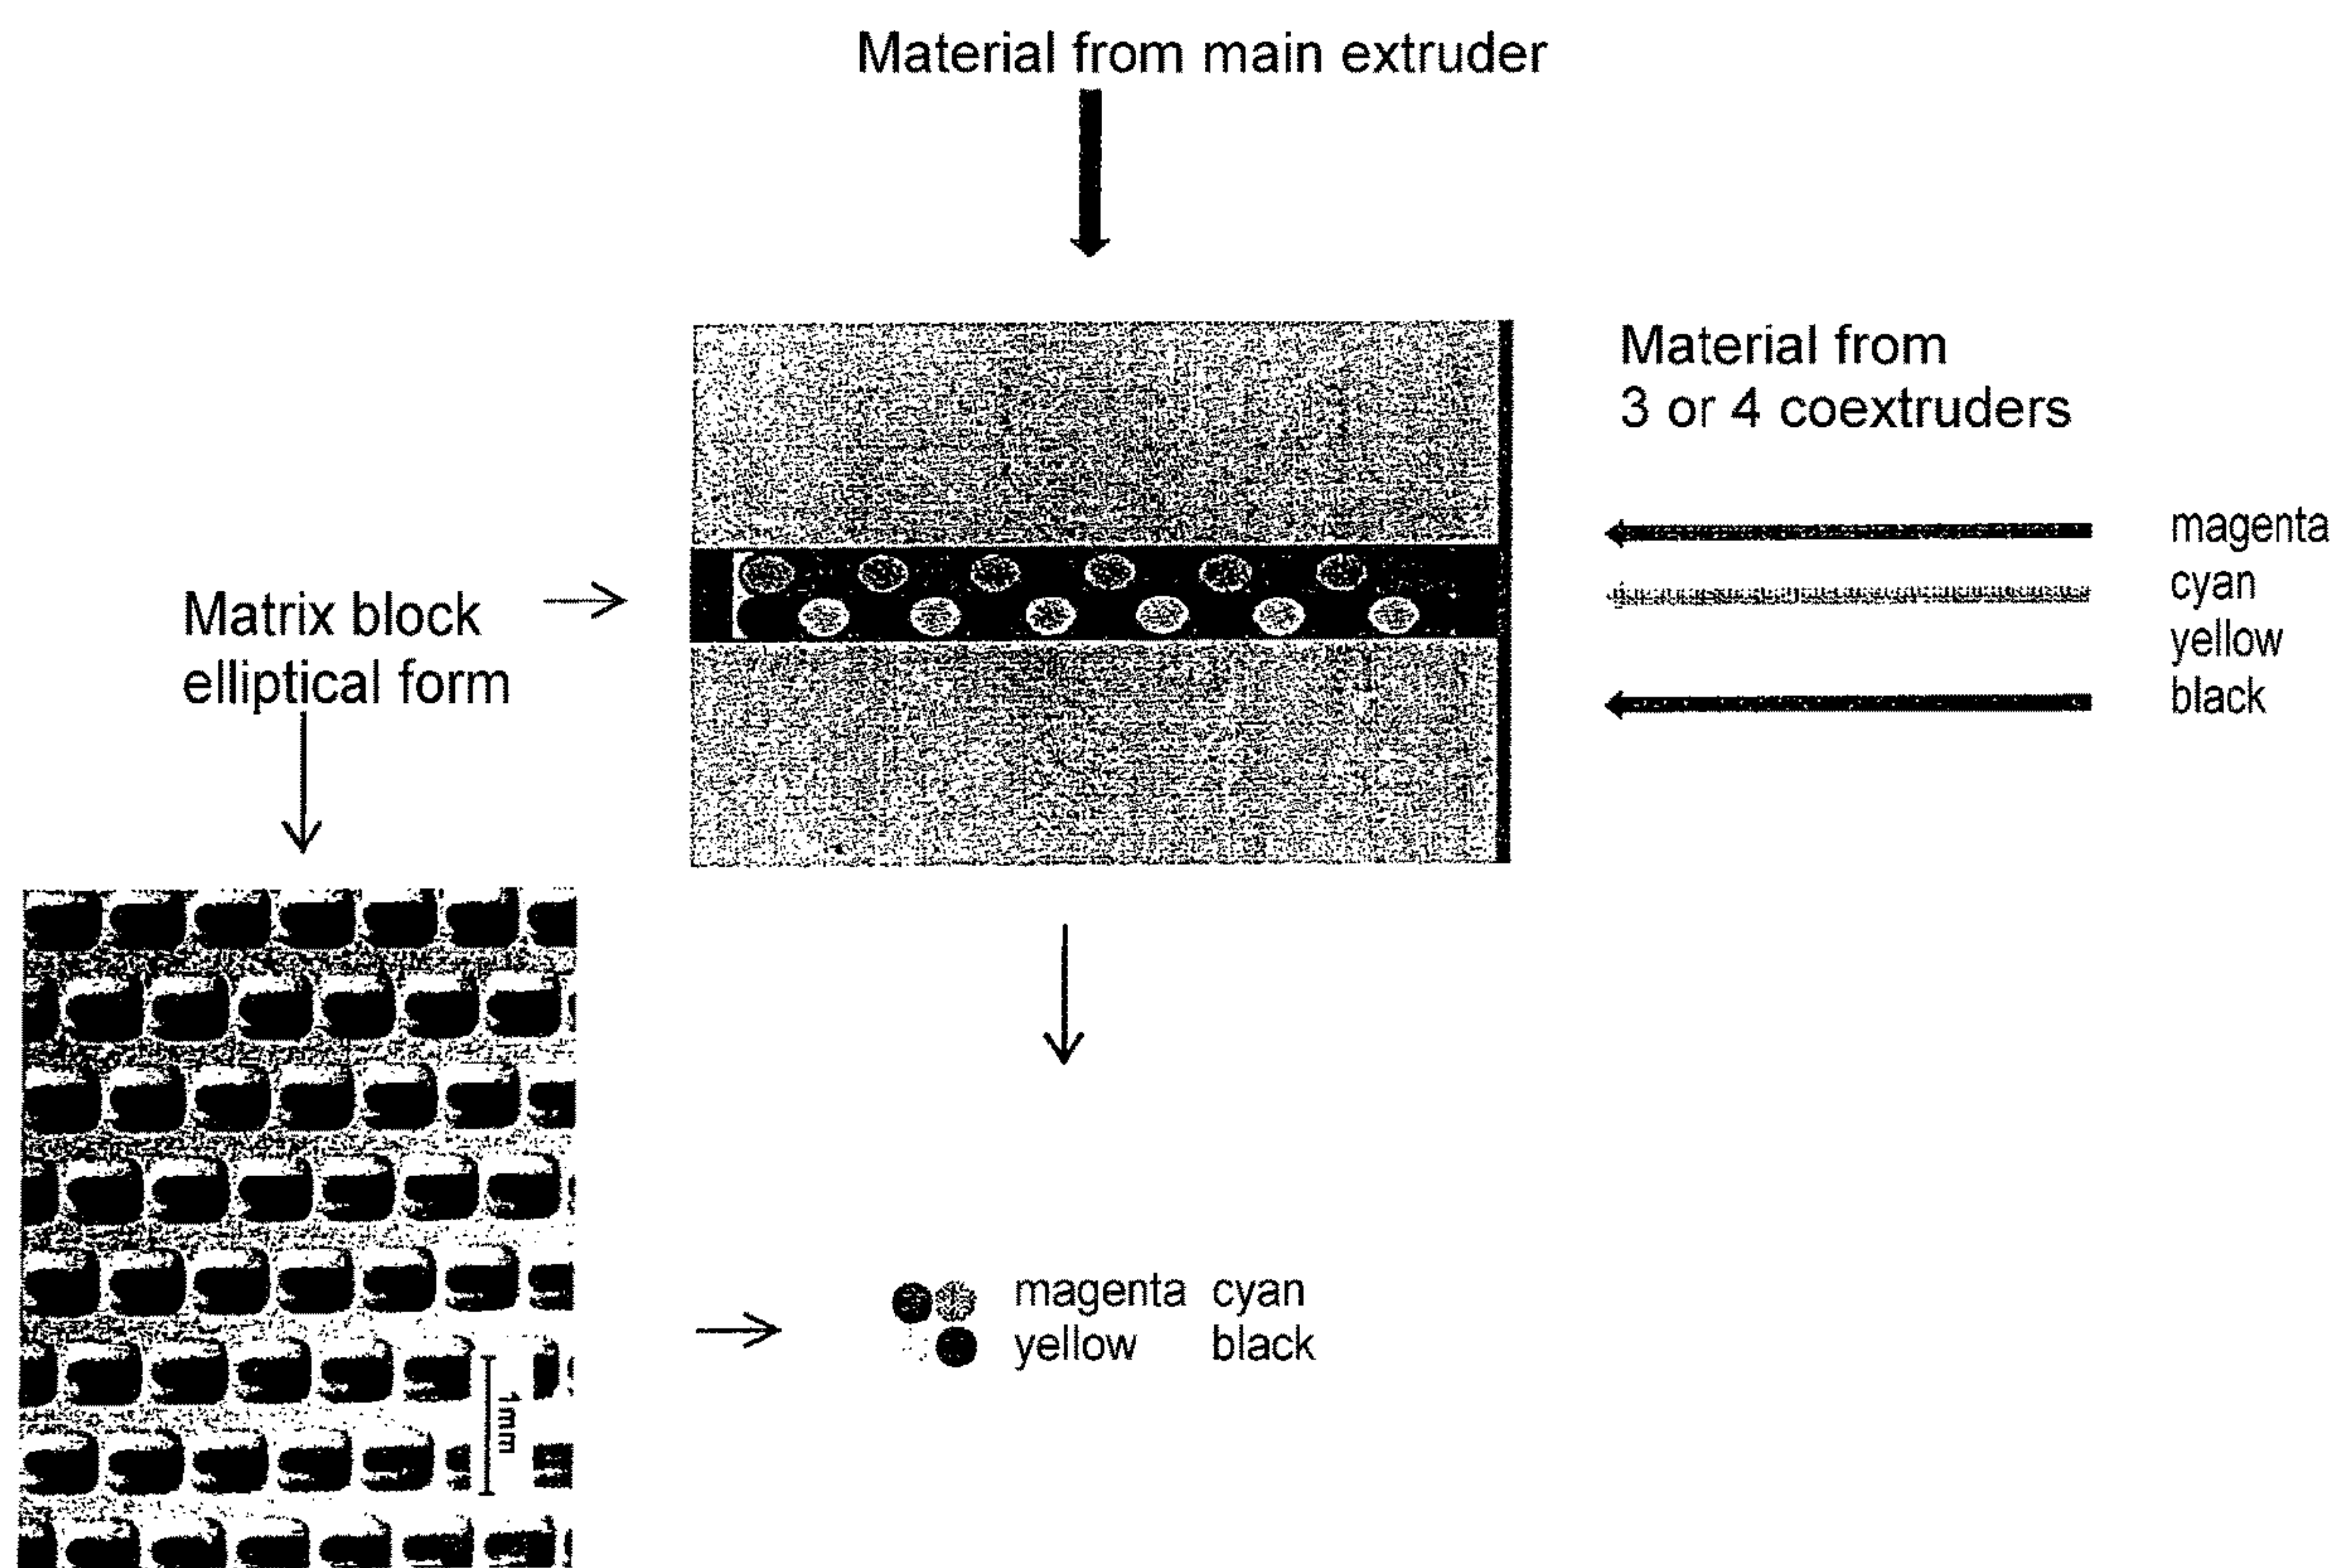 Material from main extruder
Material from
3 or 4 coextruders
magenta
cyan
yellow
black
Matrix block
elliptical form
magenta cyan
yellow black
1mm